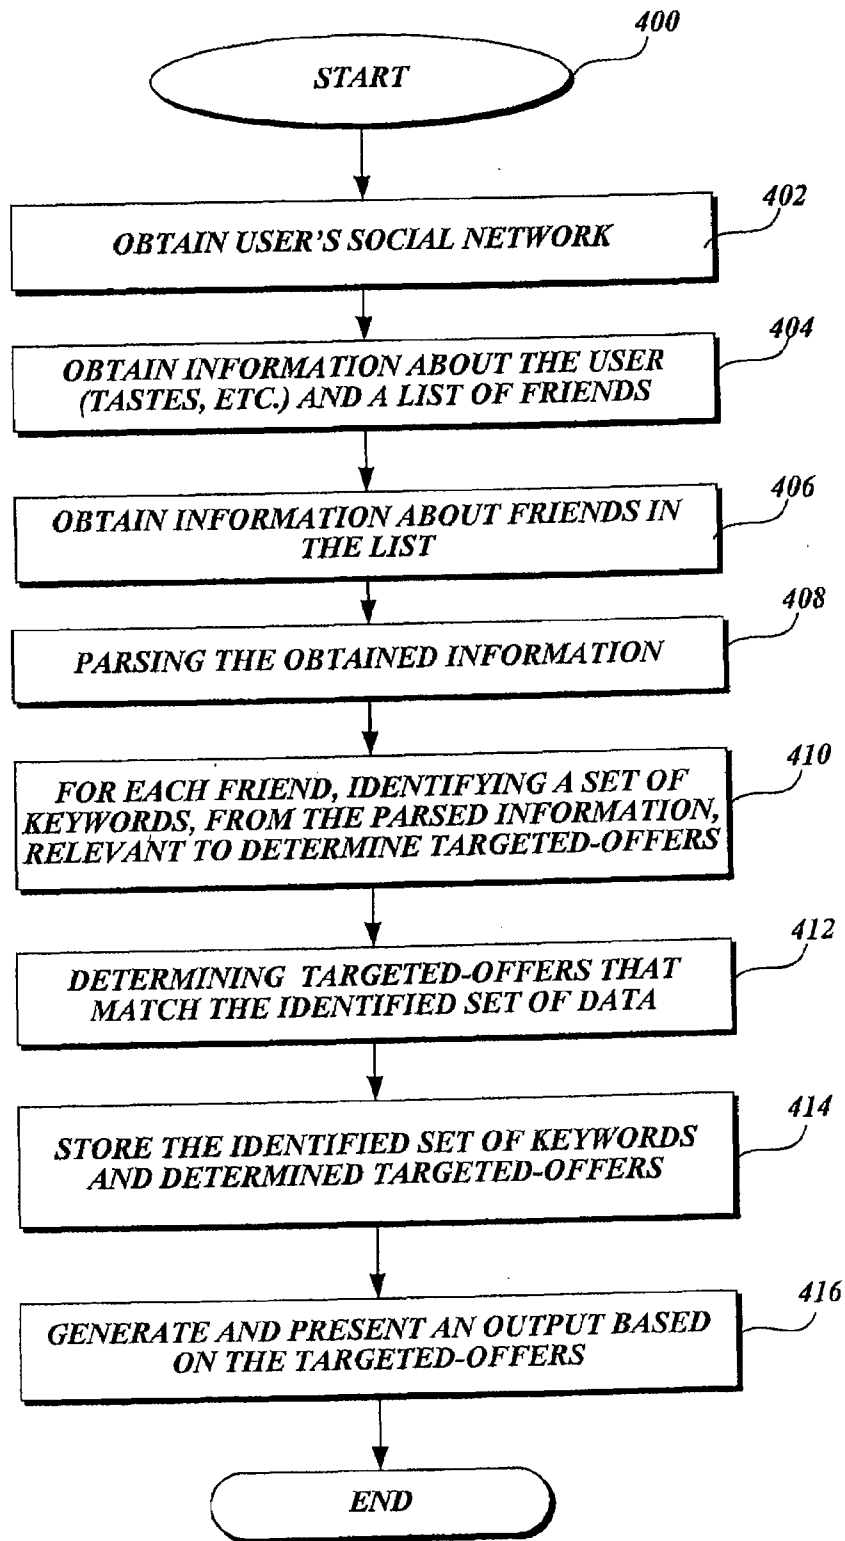 400
START
402
OBTAIN USER'S SOCIAL NETWORK
404
OBTAIN INFORMATION ABOUT THE USER
(TASTES, ETC.) AND A LIST OF FRIENDS
406
OBTAIN INFORMATION ABOUT FRIENDS IN
THE LIST
408
PARSING THE OBTAINED INFORMATION
410
FOR EACH FRIEND, IDENTIFYING A SET OF
KEYWORDS, FROM THE PARSED INFORMATION,
RELEVANT TO DETERMINE TARGETED-OFFERS
412
DETERMINING TARGETED-OFFERS THAT
MATCH THE IDENTIFIED SET OF DATA
414
STORE THE IDENTIFIED SET OF KEYWORDS
AND DETERMINED TARGETED-OFFERS
416
GENERATE AND PRESENT AN OUTPUT BASED
ON THE TARGETED-OFFERS
END